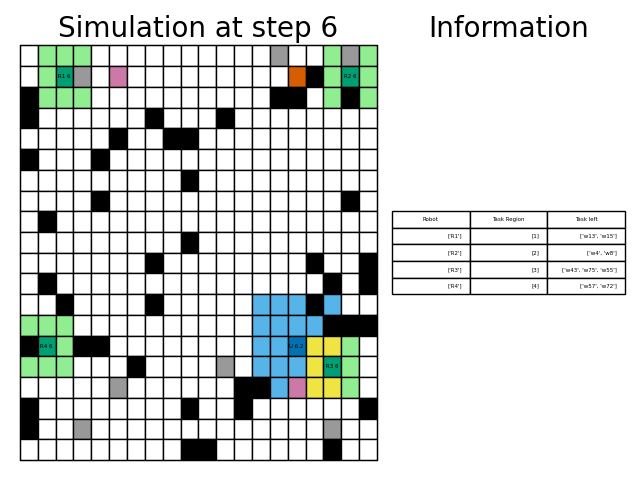 Simulation at step 6
Information
R1 6
R2 6
R4 6
U 6 2
R3 6
Robot Task Region Task left
['R1'] [1] ['w13', 'w15']
['R2'] [2] ['w4', 'w8']
['R3'] [3] ['w43', 'w75', 'w55']
['R4'] [4] ['w57', 'w72']